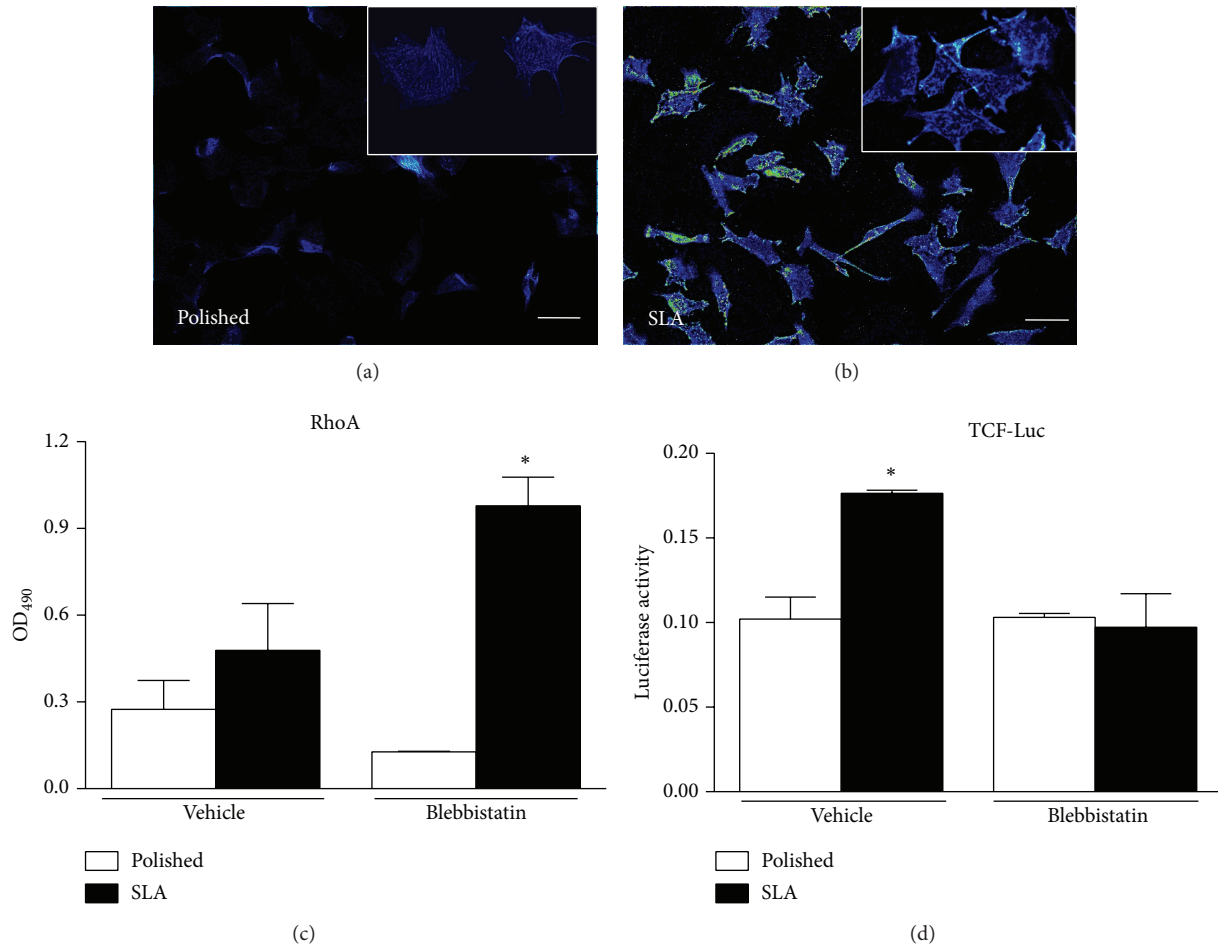 Polished
SLA
(a)
(b)
RhoA
1.2
0.9
0.6
0.3
0.0
OD490
*
Vehicle
Blebbistatin
Polished
SLA
(c)
TCF-Luc
0.20
0.15
0.10
0.05
0.00
Luciferase activity
*
Vehicle
Blebbistatin
Polished
SLA
(d)